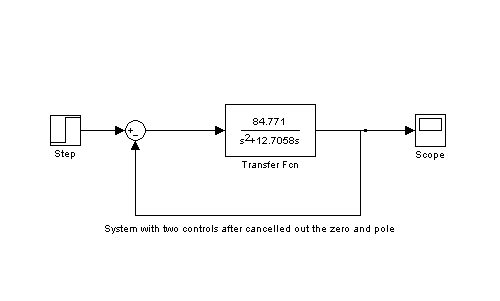 84.771
s2+12.7058s
Step
Transfer Fcn
Scope
System with two controls after cancelled out the zero and pole